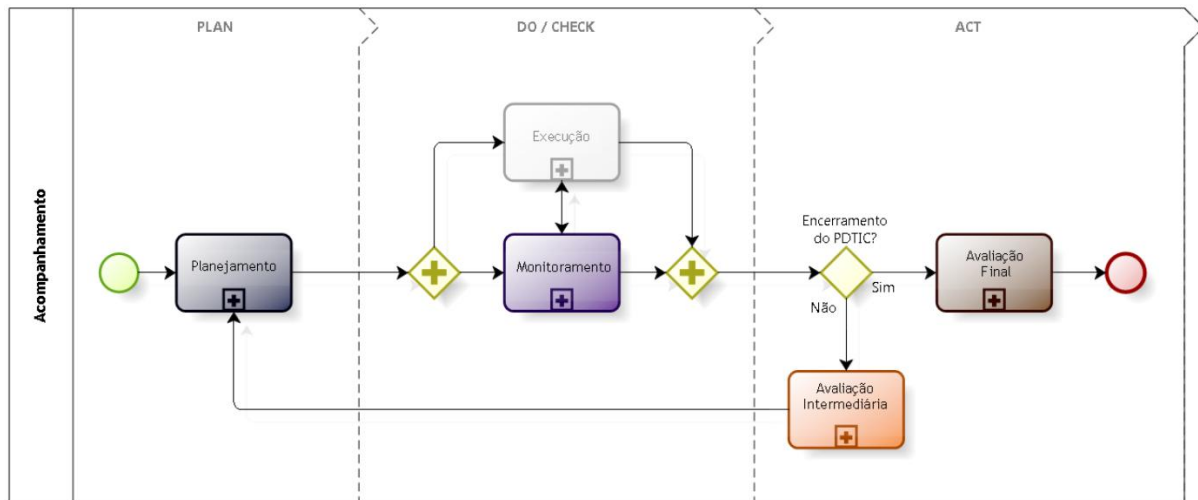 PLAN
DO / CHECK
ACT
Acompanhamento
Planejamento
Execução
Monitoramento
Encerramento
do PDTIC?
Sim
Não
Avaliação
Final
Avaliação
Intermediária